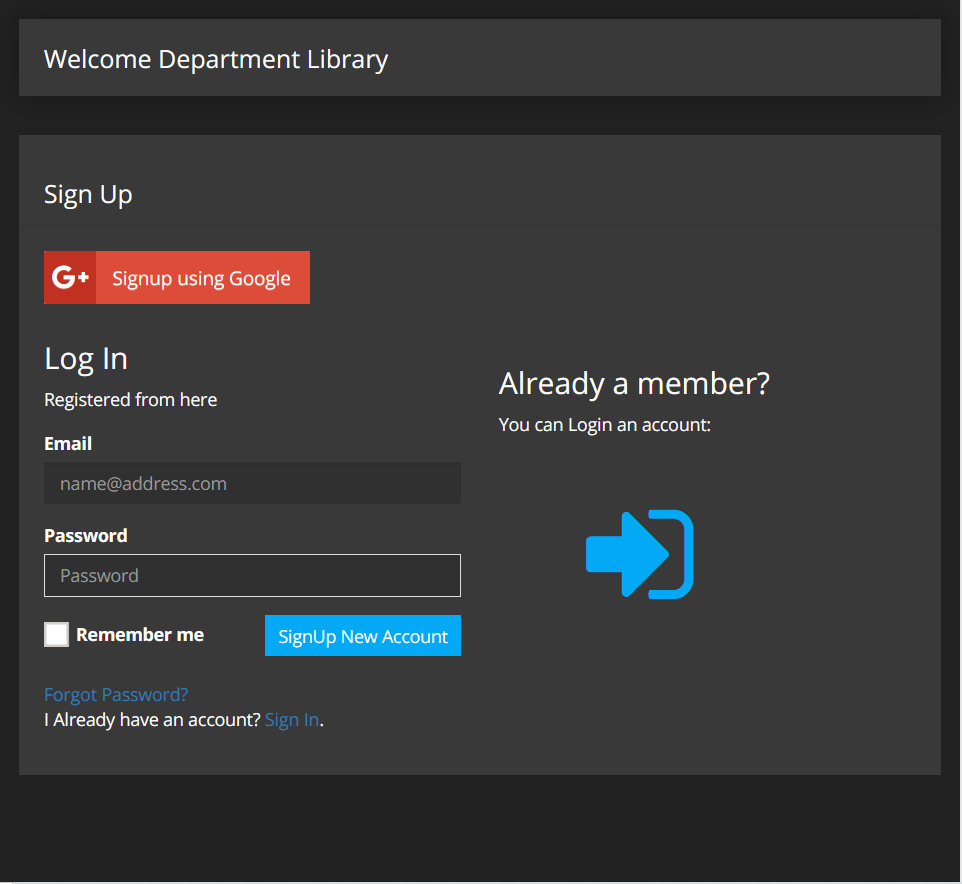 Welcome Department Library
Sign Up
G+ Signup using Google
Log In
Registered from here
Email
name@address.com
Password
Password
Remember me
SignUp New Account
Forgot Password?
I Already have an account? Sign In.
Already a member?
You can Login an account: